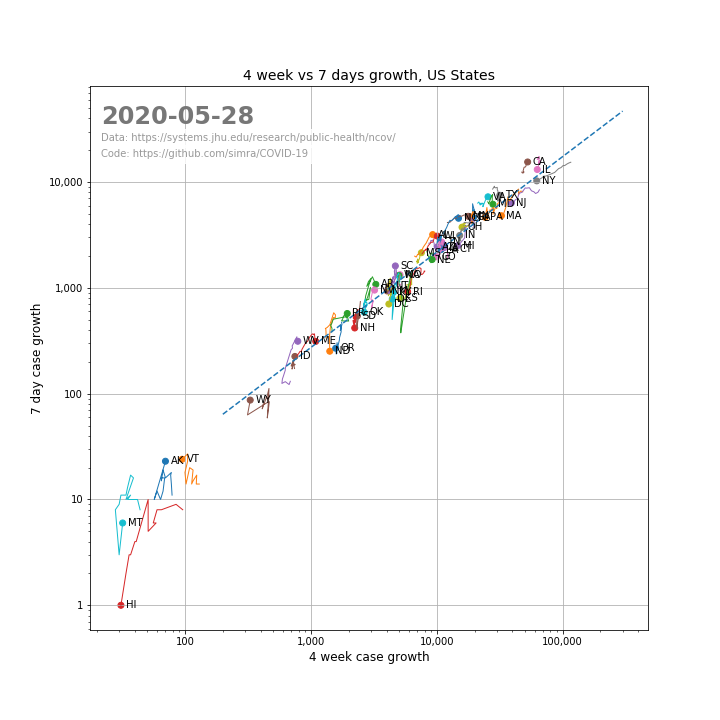 4 week vs 7 days growth, US States
2020-05-28
Data: https://systems.jhu.edu/research/public-health/ncov/
Code: https://github.com/simra/COVID-19
CA
IL
10,000
NY
VA
TX
NJ
MA
PA
OH
IN
AL
MI
MS
CO
NE
SC
AR
1,000
RI
KS
DC
PR
OK
SD
NH
WV
ME
ID
ND
OR
100
WY
AK
VT
10
MT
1
HI
100
1,000
10,000
100,000
4 week case growth
7 day case growth